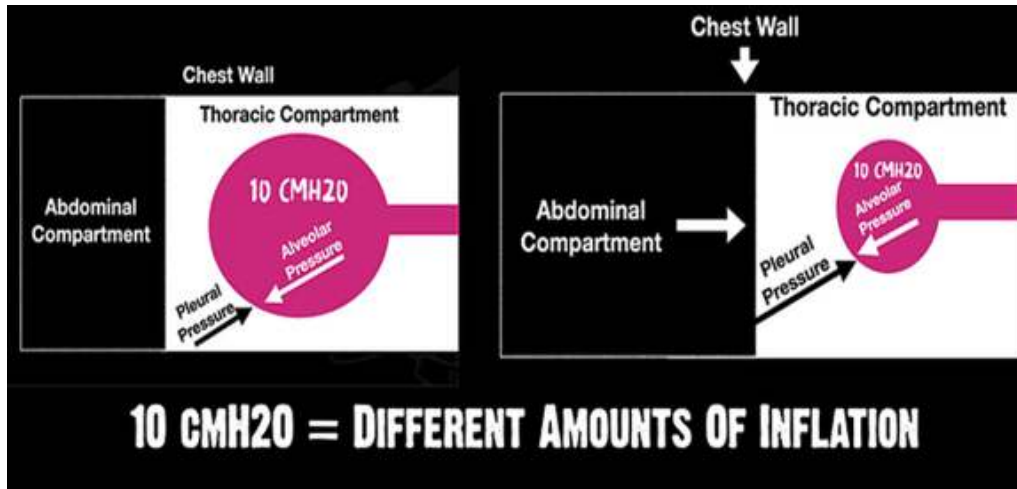 Chest Wall
Thoracic Compartment
10 CMH20
Alveolar
Pressure
Abdominal
Compartment
Pleural
Pressure
Chest Wall
Thoracic Compartment
10 CMH20
Alveolar
Pressure
Abdominal
Compartment
Pleural
Pressure
10 cmH20 = Different Amounts Of Inflation